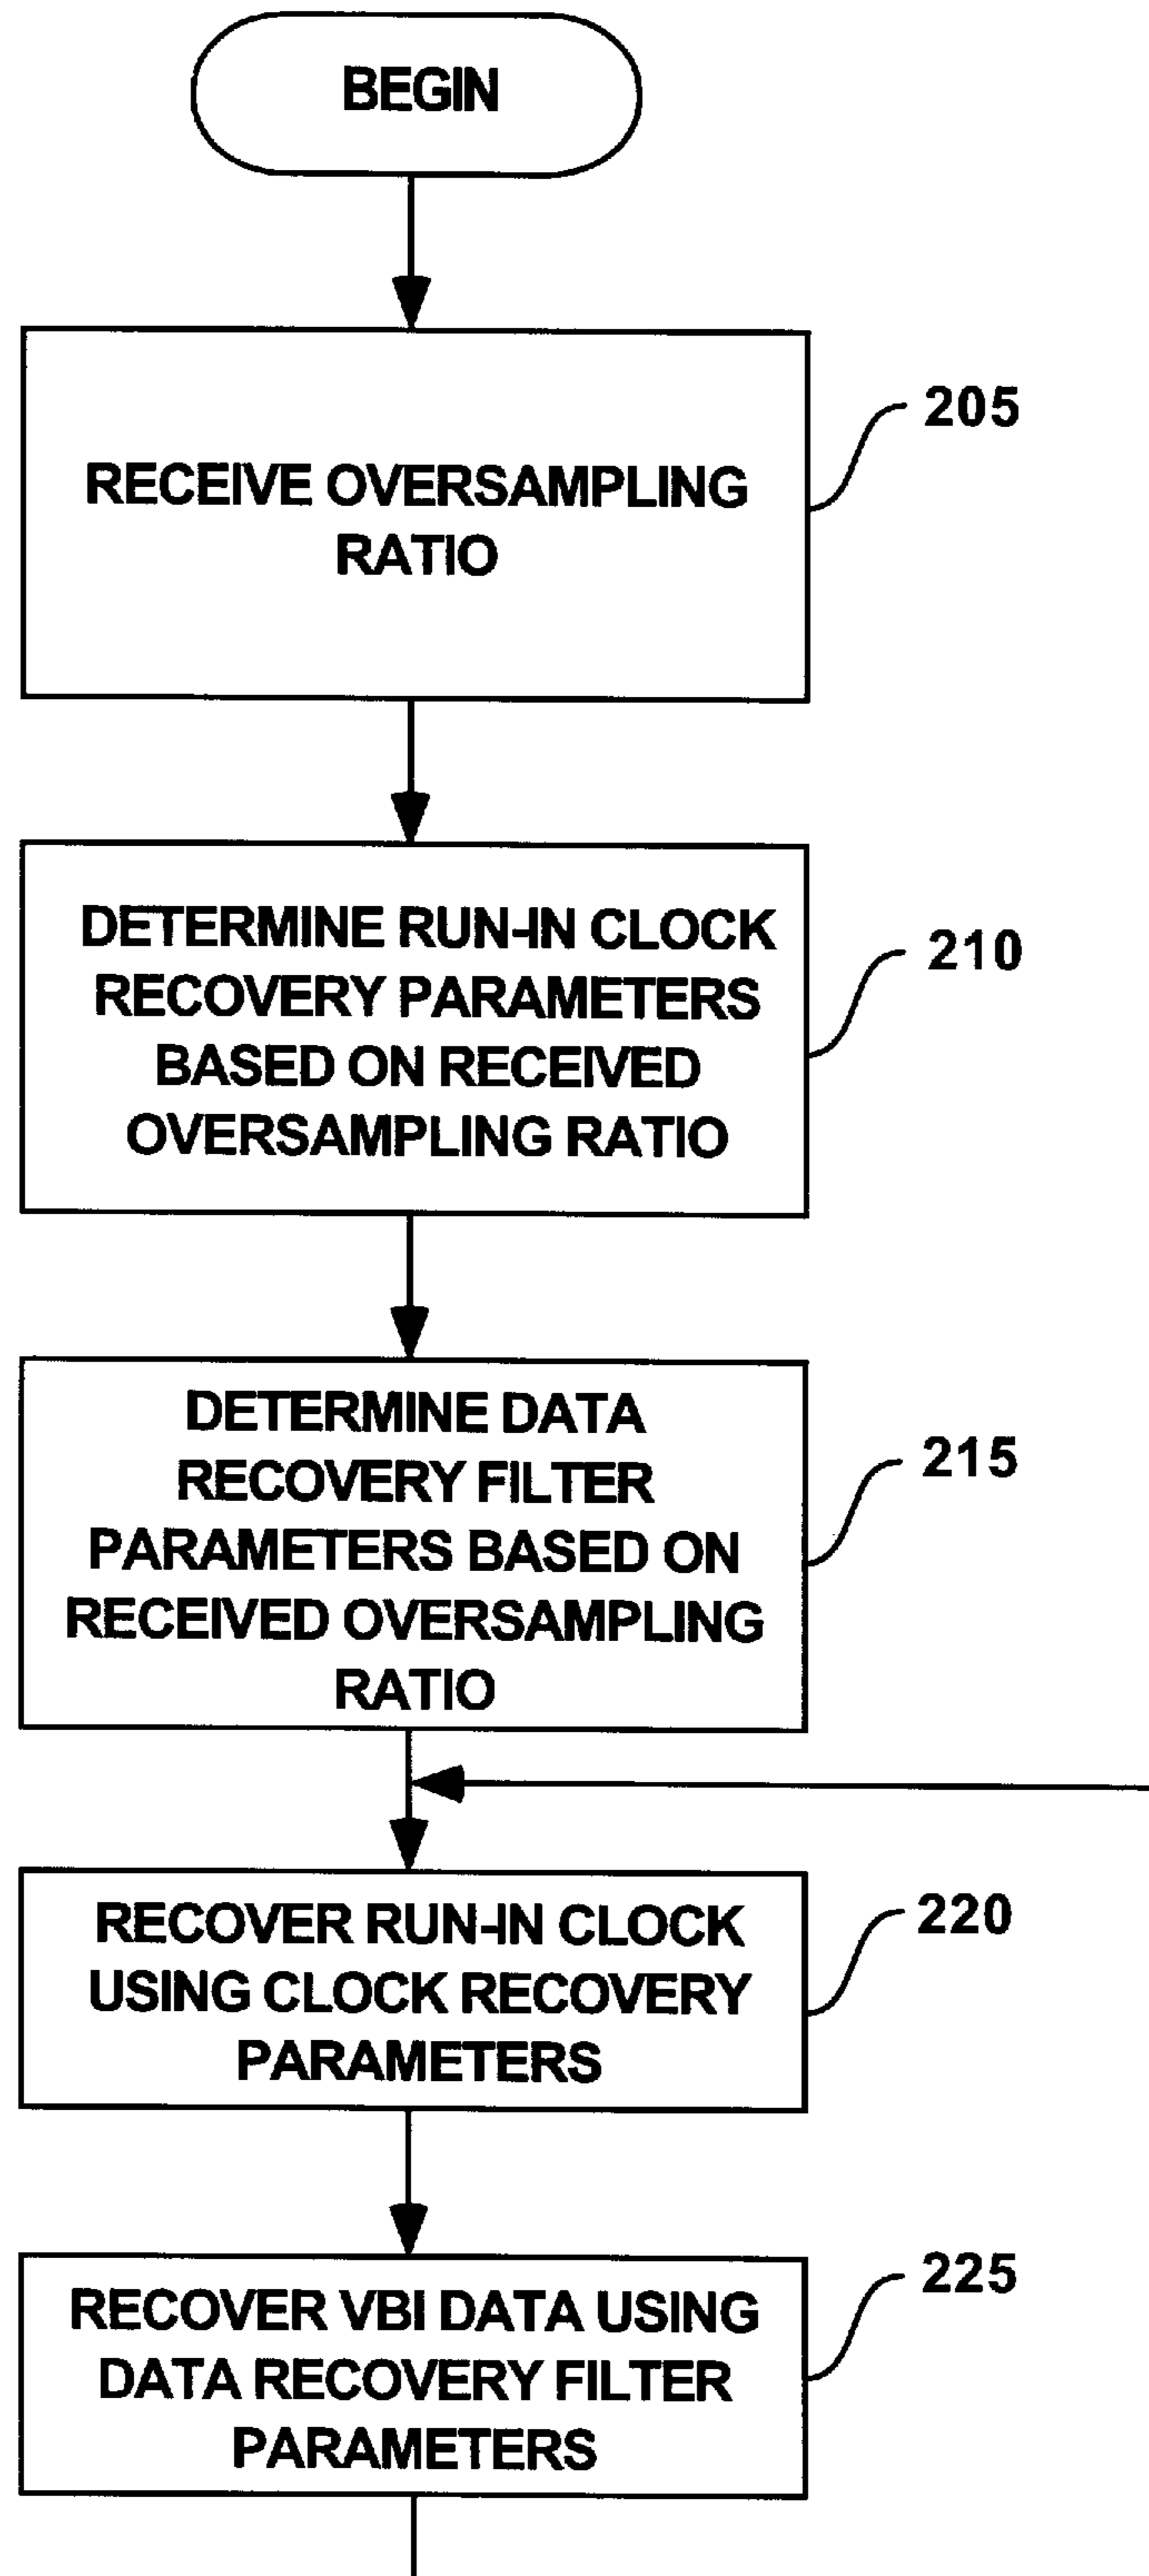 BEGIN
205
RECEIVE OVERSAMPLING
RATIO
210
DETERMINE RUN-IN CLOCK
RECOVERY PARAMETERS
BASED ON RECEIVED
OVERSAMPLING RATIO
215
DETERMINE DATA
RECOVERY FILTER
PARAMETERS BASED ON
RECEIVED OVERSAMPLING
RATIO
220
RECOVER RUN-IN CLOCK
USING CLOCK RECOVERY
PARAMETERS
225
RECOVER VBI DATA USING
DATA RECOVERY FILTER
PARAMETERS